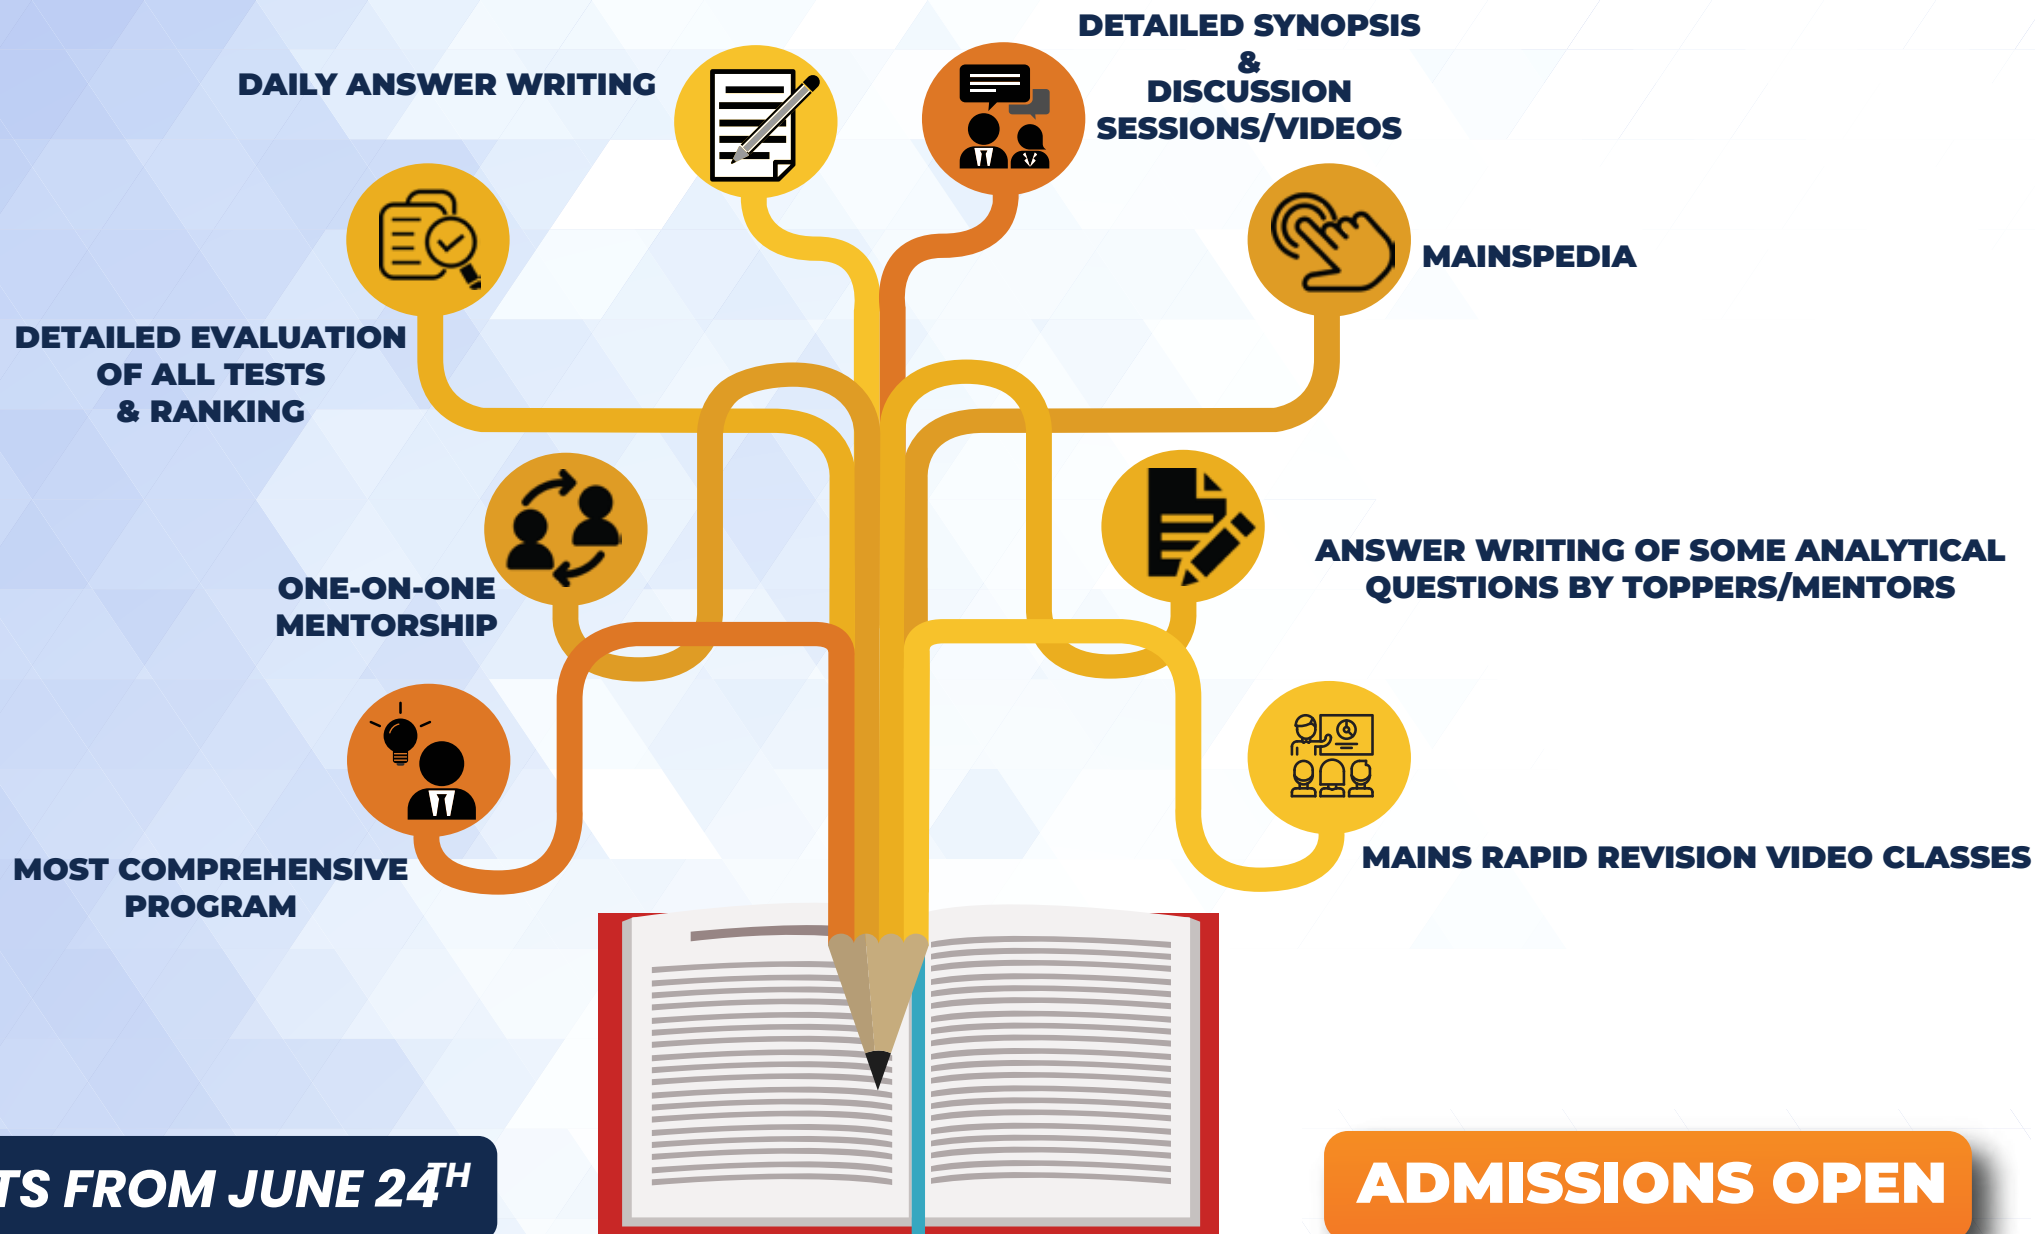 DETAILED SYNOPSIS
&
DISCUSSION
SESSIONS/VIDEOS
DAILY ANSWER WRITING
MAINSPEDIA
DETAILED EVALUATION
OF ALL TESTS
& RANKING
ONE-ON-ONE
MENTORSHIP
ANSWER WRITING OF SOME ANALYTICAL
QUESTIONS BY TOPPERS/MENTORS
MOST COMPREHENSIVE
PROGRAM
MAINS RAPID REVISION VIDEO CLASSES
FROM JUNE 24TH
ADMISSIONS OPEN